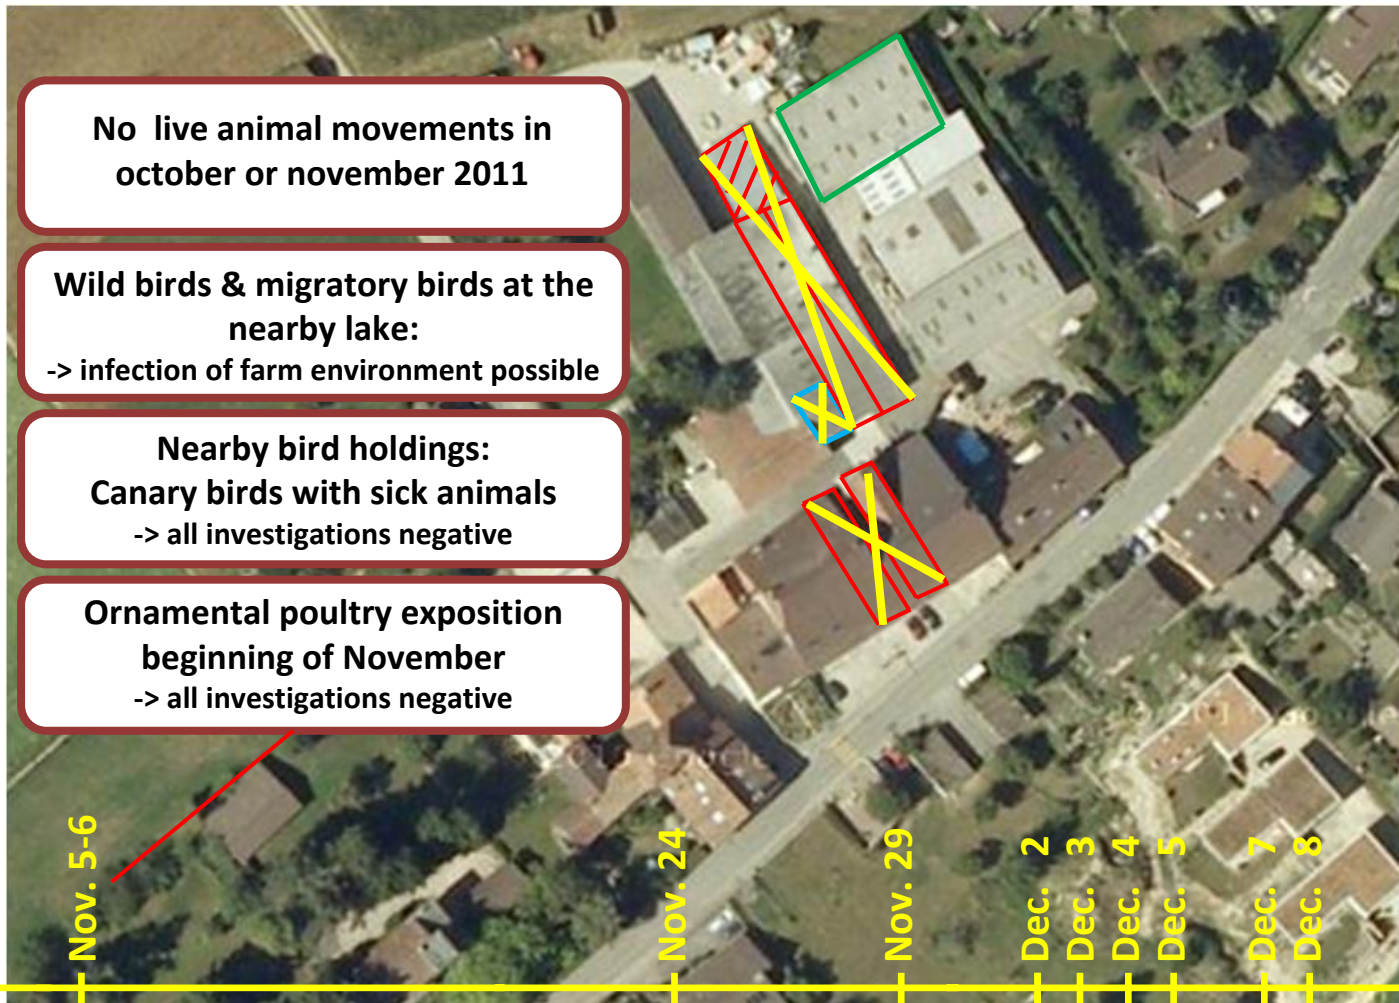 No live animal movements in
october or november 2011
Wild birds & migratory birds at the
nearby lake:
-> infection of farm environment possible
Nearby bird holdings:
Canary birds with sick animals
-> all investigations negative
Ornamental poultry exposition
beginning of November
-> all investigations negative
Nov. 5-6
Nov. 24
Nov. 29
Dec. 2
Dec. 3
Dec. 4
Dec. 5
Dec. 7
Dec. 8